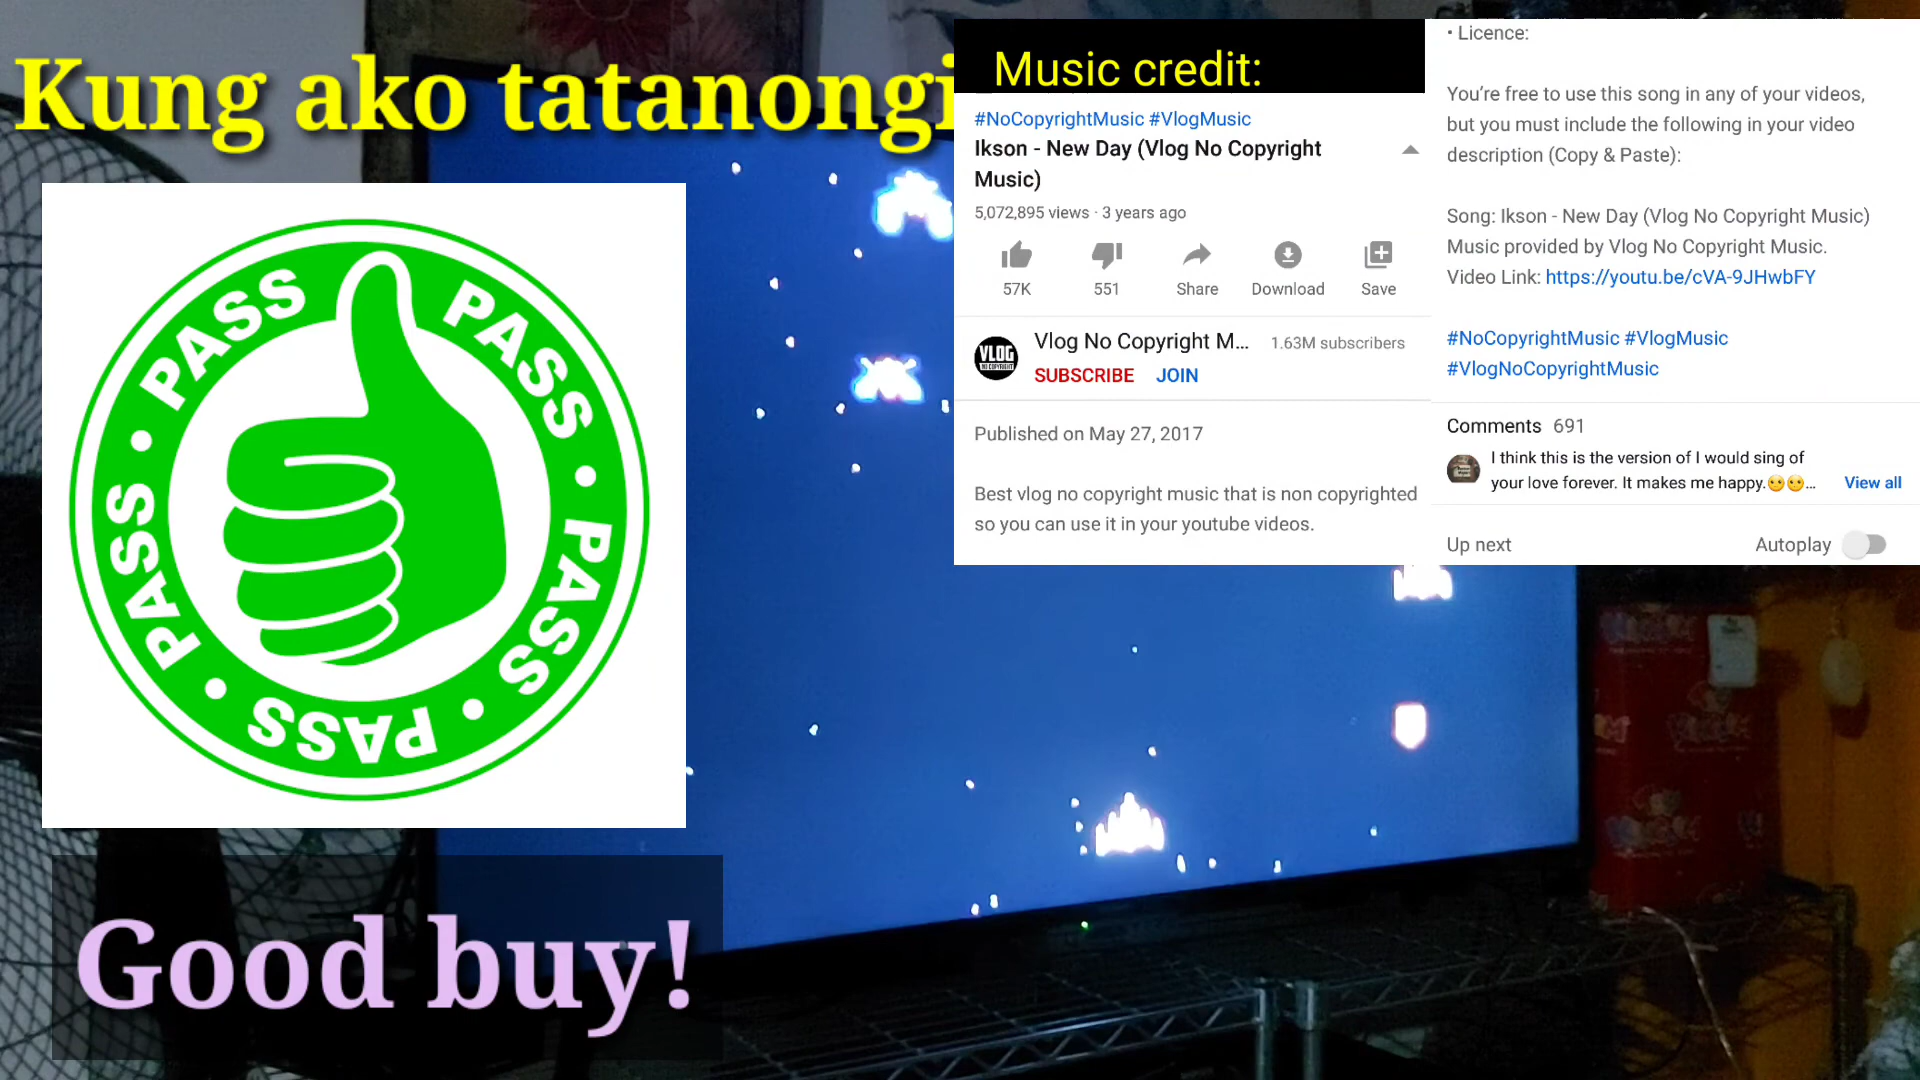 Kung ako tatanongi
PASS • PASS • PASS • PASS • PASS •
Good buy!
Music credit:
#NoCopyrightMusic #VlogMusic
Ikson - New Day (Vlog No Copyright
Music)
5,072,895 views · 3 years ago
57K 551 Share Download Save
VLOG
NO COPYRIGHT
Vlog No Copyright M... 1.63M subscribers
SUBSCRIBE JOIN
Published on May 27, 2017
Best vlog no copyright music that is non copyrighted
so you can use it in your youtube videos.
• Licence:
You’re free to use this song in any of your videos,
but you must include the following in your video
description (Copy & Paste):
Song: Ikson - New Day (Vlog No Copyright Music)
Music provided by Vlog No Copyright Music.
Video Link: https://youtu.be/cVA-9JHwbFY
#NoCopyrightMusic #VlogMusic
#VlogNoCopyrightMusic
Comments 691
I think this is the version of I would sing of
your love forever. It makes me happy.😶😶...
View all
Up next Autoplay